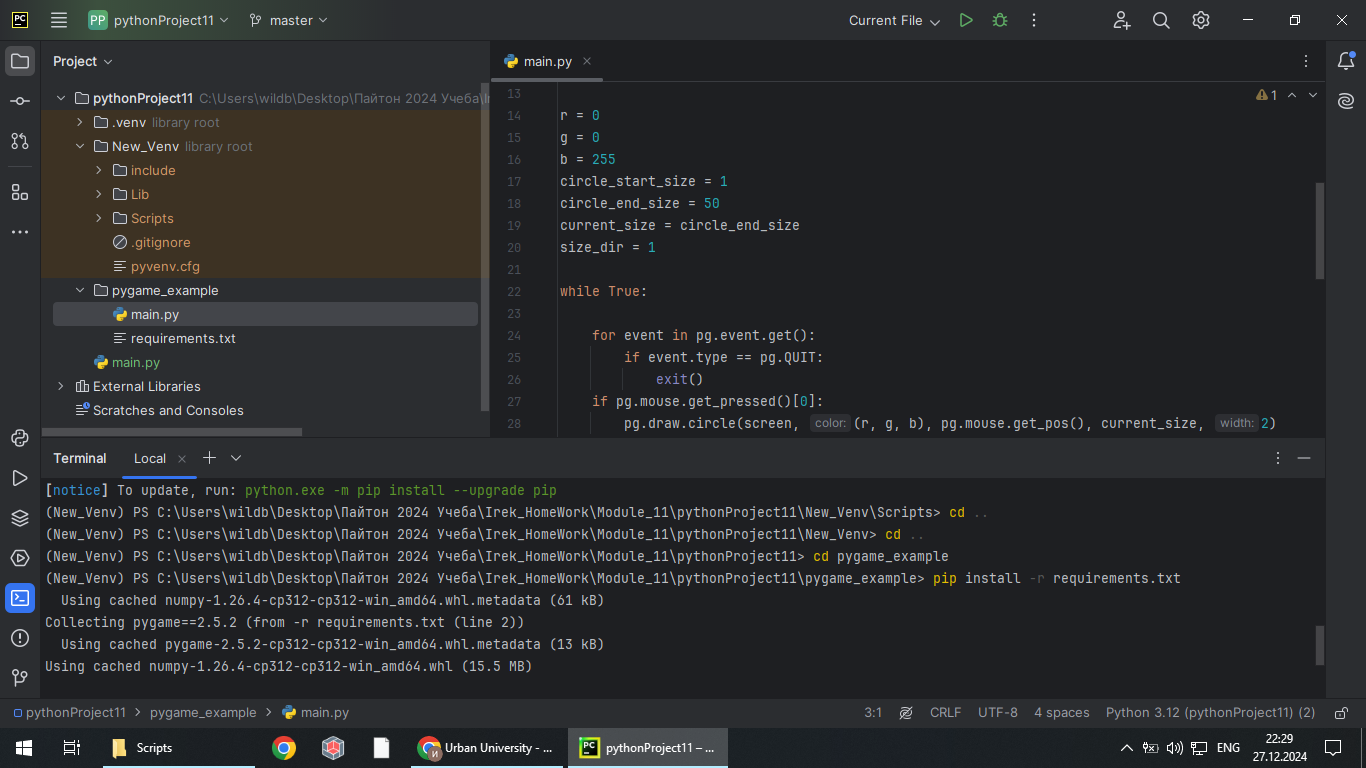 PC
PP pythonProject11
master
Current File
Project
main.py
pythonProject11 C:\Users\wildb\Desktop\Пайтон 2024 Учеба\Ir
.venv library root
New_Venv library root
include
Lib
Scripts
.gitignore
pyvenv.cfg
pygame_example
main.py
requirements.txt
main.py
External Libraries
Scratches and Consoles
1
13
14 r = 0
15 g = 0
16 b = 255
17 circle_start_size = 1
18 circle_end_size = 50
19 current_size = circle_end_size
20 size_dir = 1
21
22 while True:
23
24 for event in pg.event.get():
25 if event.type == pg.QUIT:
26 exit()
27 if pg.mouse.get_pressed()[0]:
28 pg.draw.circle(screen, color: (r, g, b), pg.mouse.get_pos(), current_size, width: 2)
Terminal Local
[notice] To update, run: python.exe -m pip install --upgrade pip
(New_Venv) PS C:\Users\wildb\Desktop\Пайтон 2024 Учеба\Irek_HomeWork\Module_11\pythonProject11\New_Venv\Scripts> cd ..
(New_Venv) PS C:\Users\wildb\Desktop\Пайтон 2024 Учеба\Irek_HomeWork\Module_11\pythonProject11\New_Venv> cd ..
(New_Venv) PS C:\Users\wildb\Desktop\Пайтон 2024 Учеба\Irek_HomeWork\Module_11\pythonProject11> cd pygame_example
(New_Venv) PS C:\Users\wildb\Desktop\Пайтон 2024 Учеба\Irek_HomeWork\Module_11\pythonProject11\pygame_example> pip install -r requirements.txt
Using cached numpy-1.26.4-cp312-cp312-win_amd64.whl.metadata (61 kB)
Collecting pygame==2.5.2 (from -r requirements.txt (line 2))
Using cached pygame-2.5.2-cp312-cp312-win_amd64.whl.metadata (13 kB)
Using cached numpy-1.26.4-cp312-cp312-win_amd64.whl (15.5 MB)
pythonProject11 > pygame_example > main.py
3:1 CRLF UTF-8 4 spaces Python 3.12 (pythonProject11) (2)
Scripts
Urban University - ...
PC pythonProject11 – ...
ENG
22:29
27.12.2024